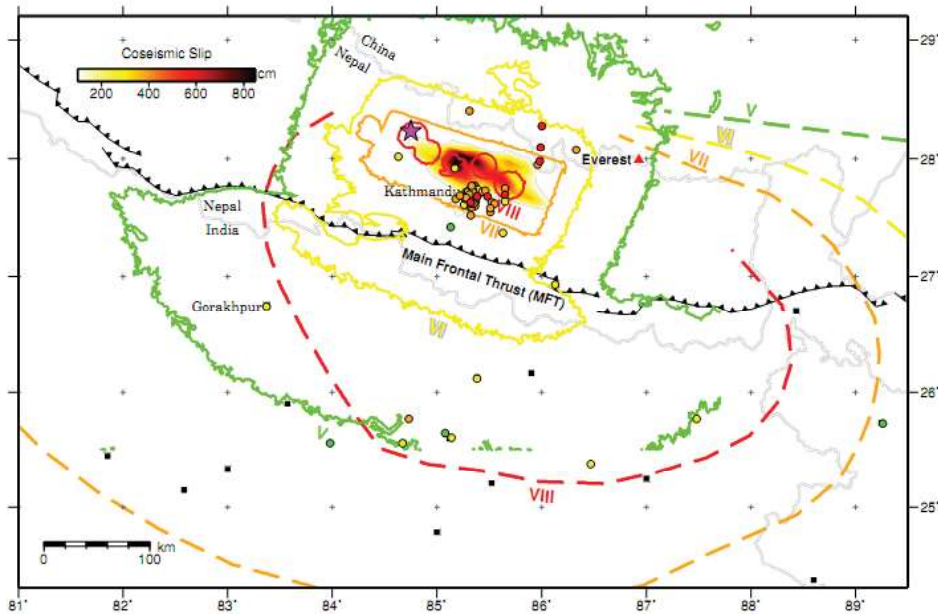 Coseismic Slip
cm
200 400 600 800
China
Nepal
29°
V
VI
VII
28°
Everest
Kathmandu
VIII
VII
Nepal
India
Main Frontal Thrust (MFT)
27°
Gorakhpur
VI
26°
V
VIII
25°
0 100
km
81° 82° 83° 84° 85° 86° 87° 88° 89°